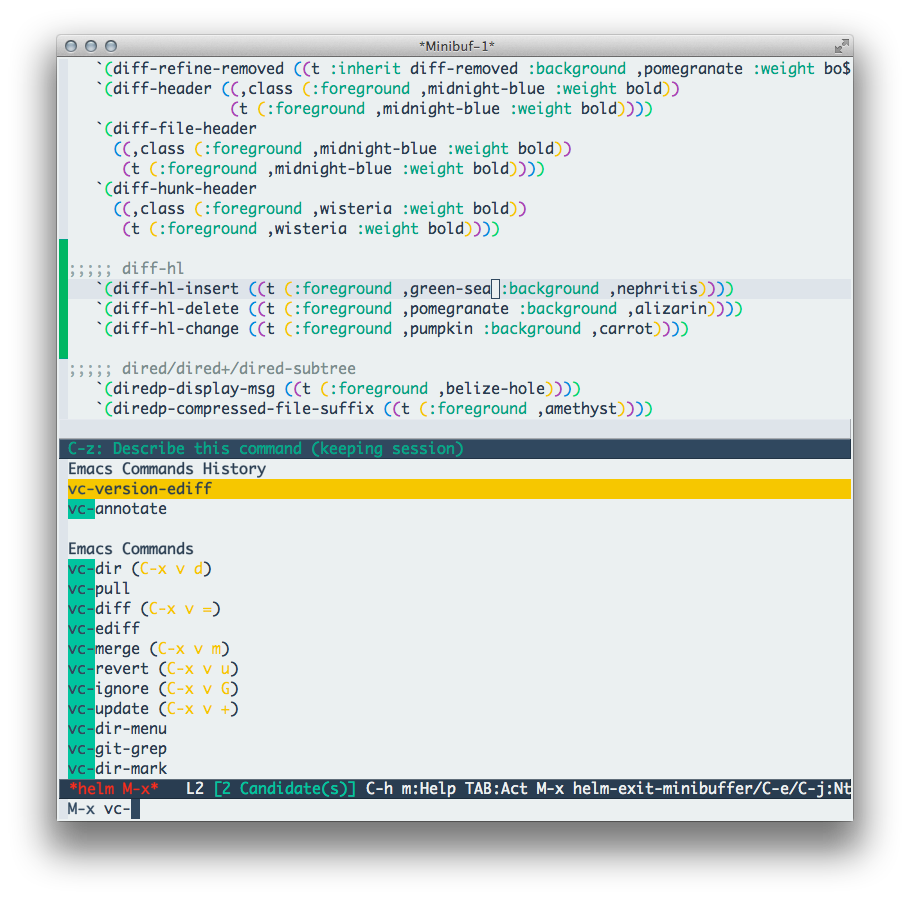 *Minibuf-1*
`(diff-refine-removed ((t :inherit diff-removed :background ,pomegranate :weight bo$
`(diff-header ((,class (:foreground ,midnight-blue :weight bold))
(t (:foreground ,midnight-blue :weight bold))))
`(diff-file-header
((,class (:foreground ,midnight-blue :weight bold))
(t (:foreground ,midnight-blue :weight bold))))
`(diff-hunk-header
((,class (:foreground ,wisteria :weight bold))
(t (:foreground ,wisteria :weight bold))))
;;;;; diff-hl
`(diff-hl-insert ((t (:foreground ,green-sea :background ,nephritis))))
`(diff-hl-delete ((t (:foreground ,pomegranate :background ,alizarin))))
`(diff-hl-change ((t (:foreground ,pumpkin :background ,carrot))))
;;;;; dired/dired+/dired-subtree
`(diredp-display-msg ((t (:foreground ,belize-hole))))
`(diredp-compressed-file-suffix ((t (:foreground ,amethyst))))
C-z: Describe this command (keeping session)
Emacs Commands History
vc-version-ediff
vc-annotate
Emacs Commands
vc-dir (C-x v d)
vc-pull
vc-diff (C-x v =)
vc-ediff
vc-merge (C-x v m)
vc-revert (C-x v u)
vc-ignore (C-x v G)
vc-update (C-x v +)
vc-dir-menu
vc-git-grep
vc-dir-mark
*helm M-x* L2 [2 Candidate(s)] C-h m:Help TAB:Act M-x helm-exit-minibuffer/C-e/C-j:Nt
M-x vc-